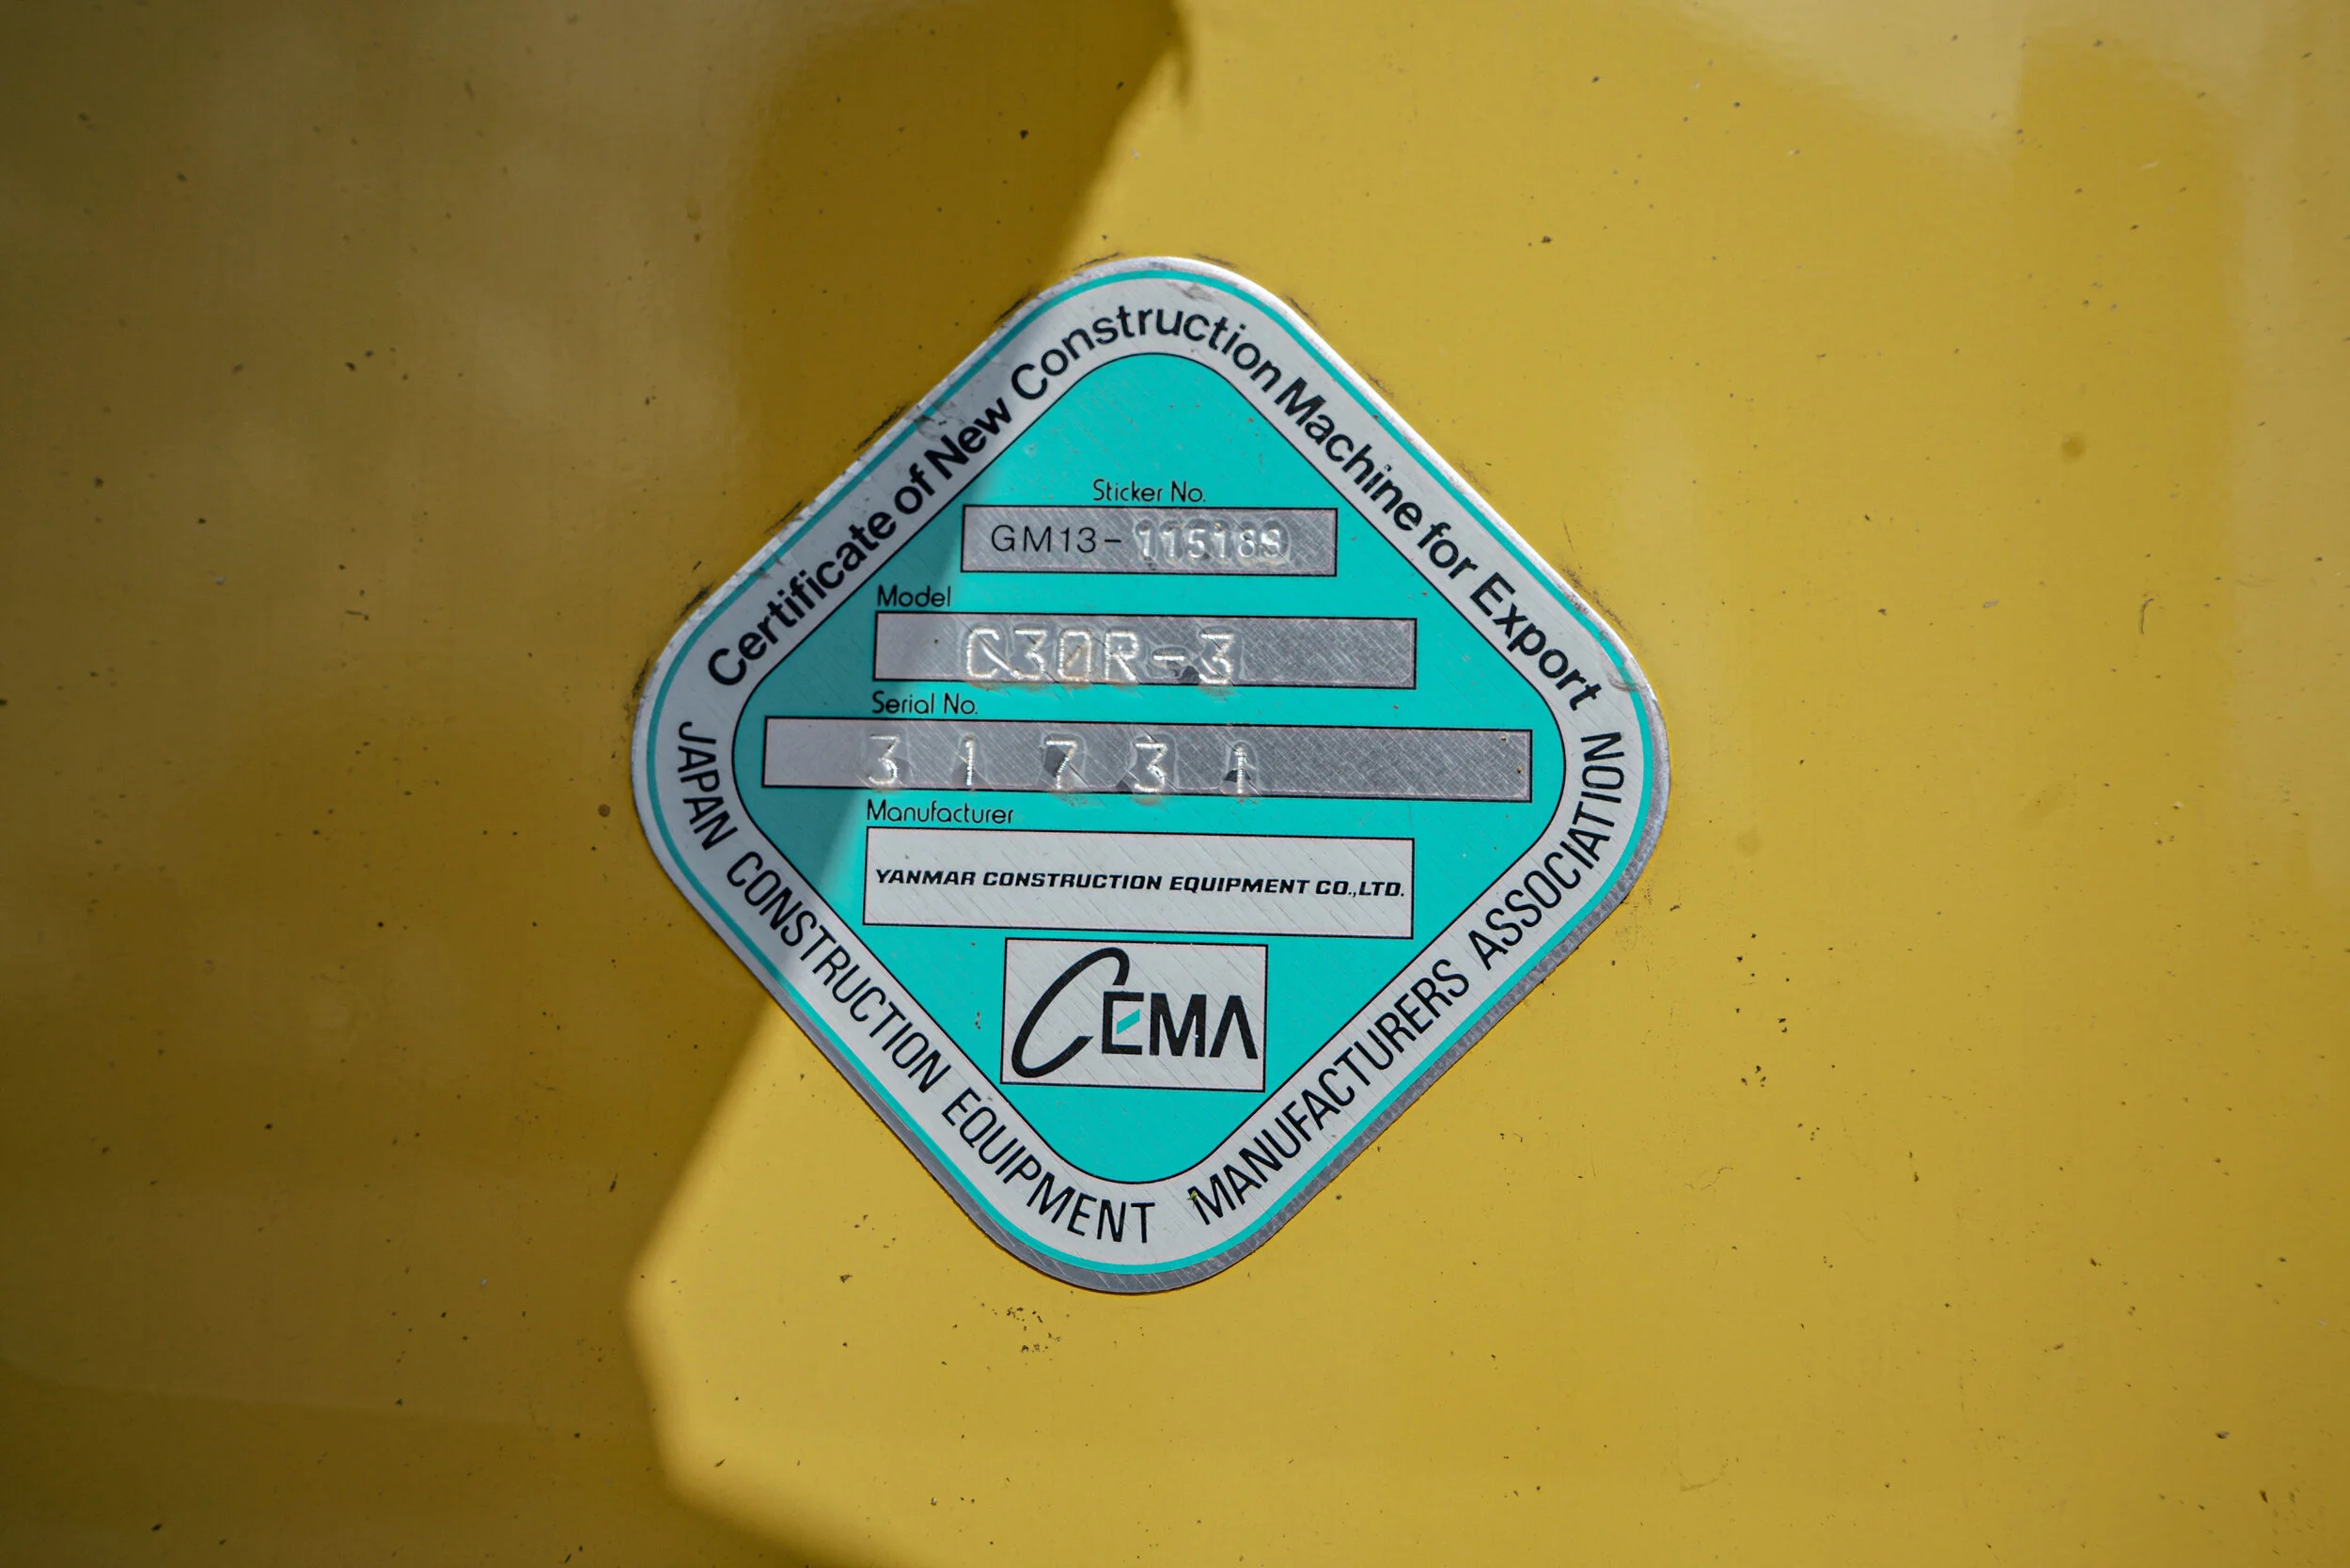 Certificate of New Construction Machine for Export
Sticker No.
GM13-115189
Model
C30R-3
Serial No.
31731
Manufacturer
YANMAR CONSTRUCTION EQUIPMENT CO.,LTD.
CEMA
JAPAN CONSTRUCTION EQUIPMENT MANUFACTURERS ASSOCIATION